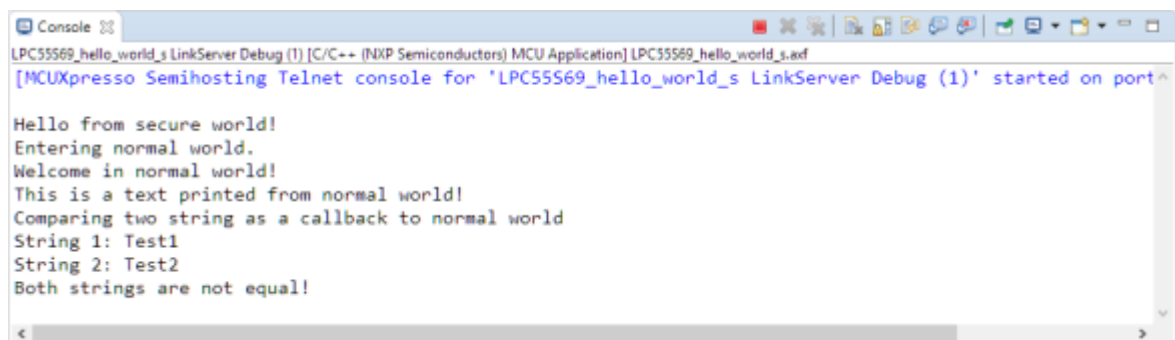 Console
LPC55S69_hello_world_s LinkServer Debug (1) [C/C++ (NXP Semiconductors) MCU Application] LPC55S69_hello_world_s.axf
[MCUXpresso Semihosting Telnet console for 'LPC55S69_hello_world_s LinkServer Debug (1)' started on port
Hello from secure world!
Entering normal world.
Welcome in normal world!
This is a text printed from normal world!
Comparing two string as a callback to normal world
String 1: Test1
String 2: Test2
Both strings are not equal!